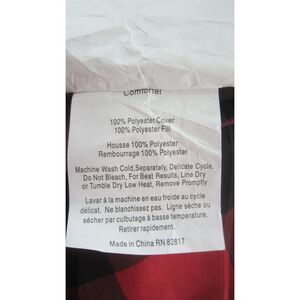 Comforter
100% Polyester Cover
100% Polyester Fill
Housse 100% Polyester
Rembourrage 100% Polyester
Machine Wash Cold,Separately, Delicate Cycle,
Do Not Bleach, For Best Results, Line Dry
or Tumble Dry Low Heat, Remove Promptly
Lavar à la machine en eau froide au cycle
délicat. Ne blanchissez pas. Ligne sèche ou
sécher par culbutage à basse température.
Retirer rapidement.
Made in China RN 82817